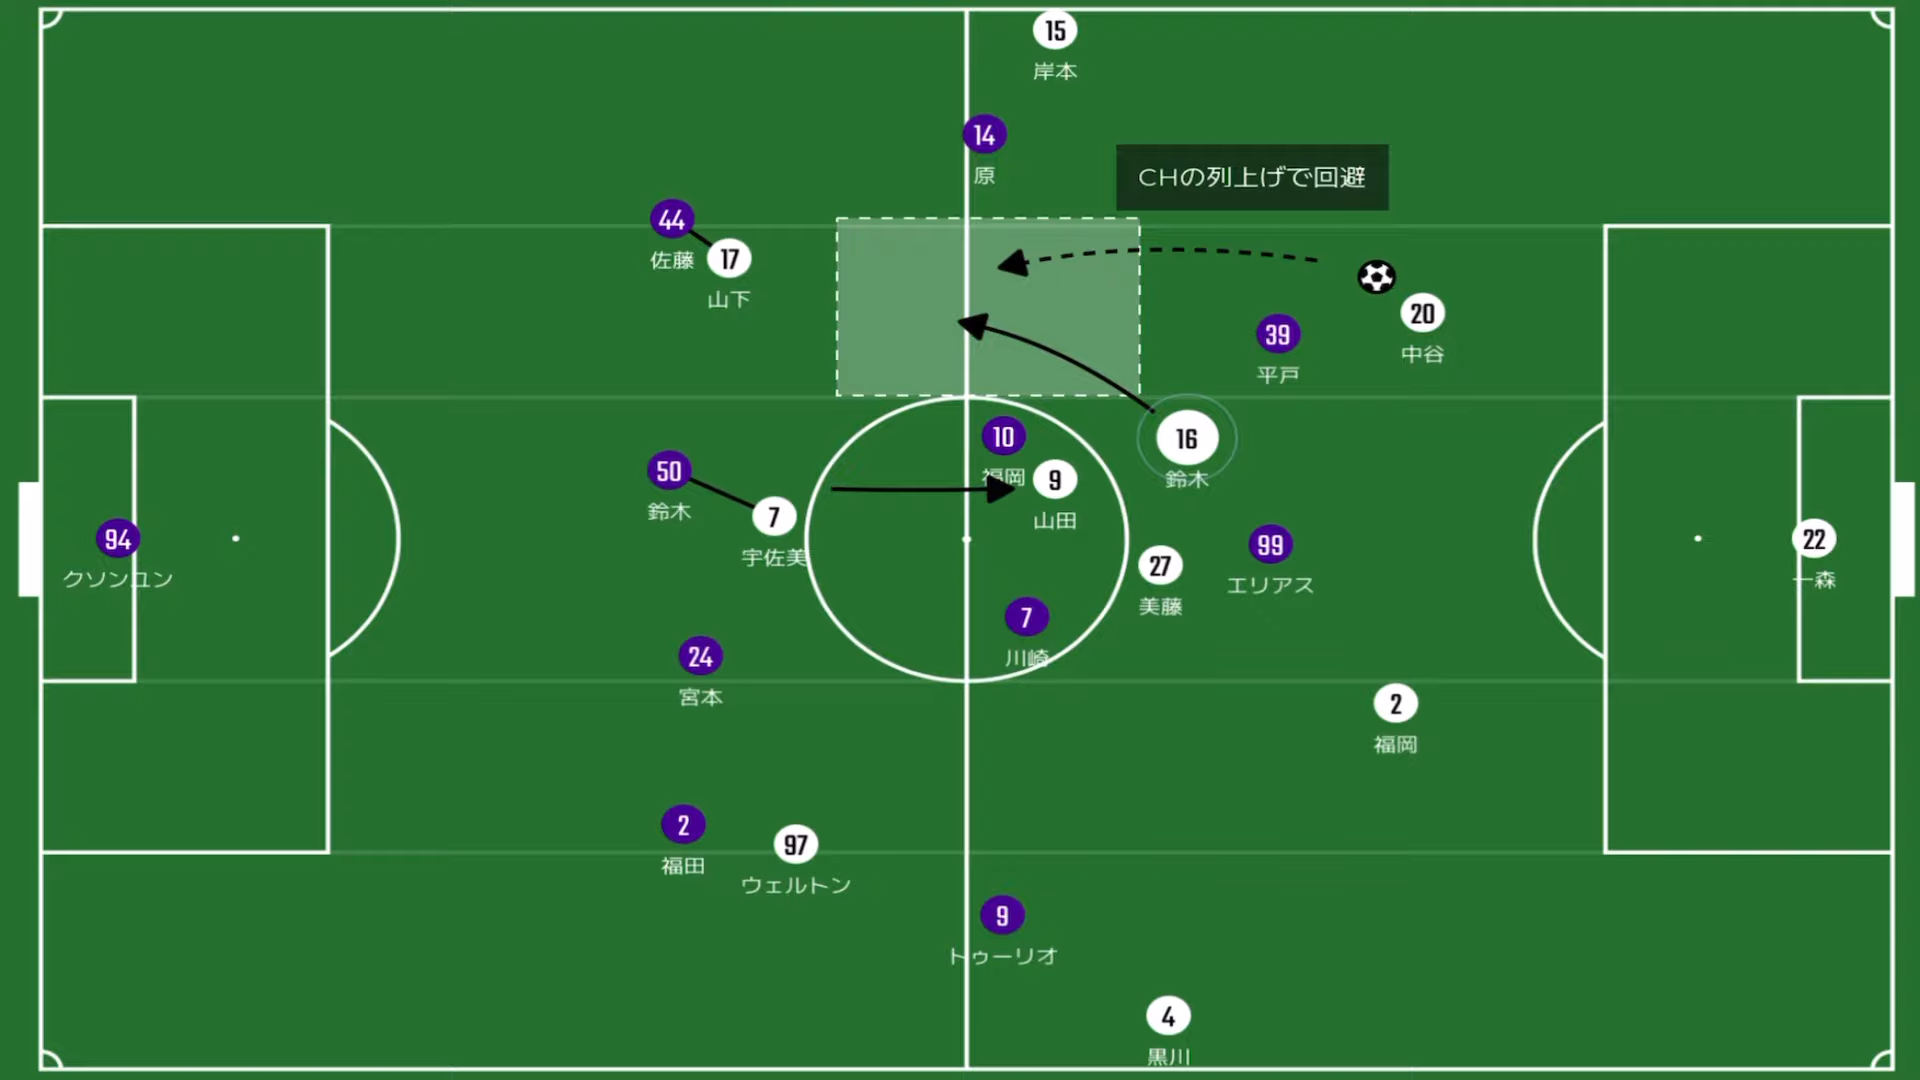 15
岸本
14
原
CHの列上げで回避
44
佐藤
17
山下
20
中谷
39
平戸
10
福岡
16
鈴木
9
山田
50
鈴木
7
宇佐美
94
クソンユン
99
エリアス
22
一森
27
美藤
7
川崎
24
宮本
2
福岡
2
福田
97
ウェルトン
9
トゥーリオ
4
黒川